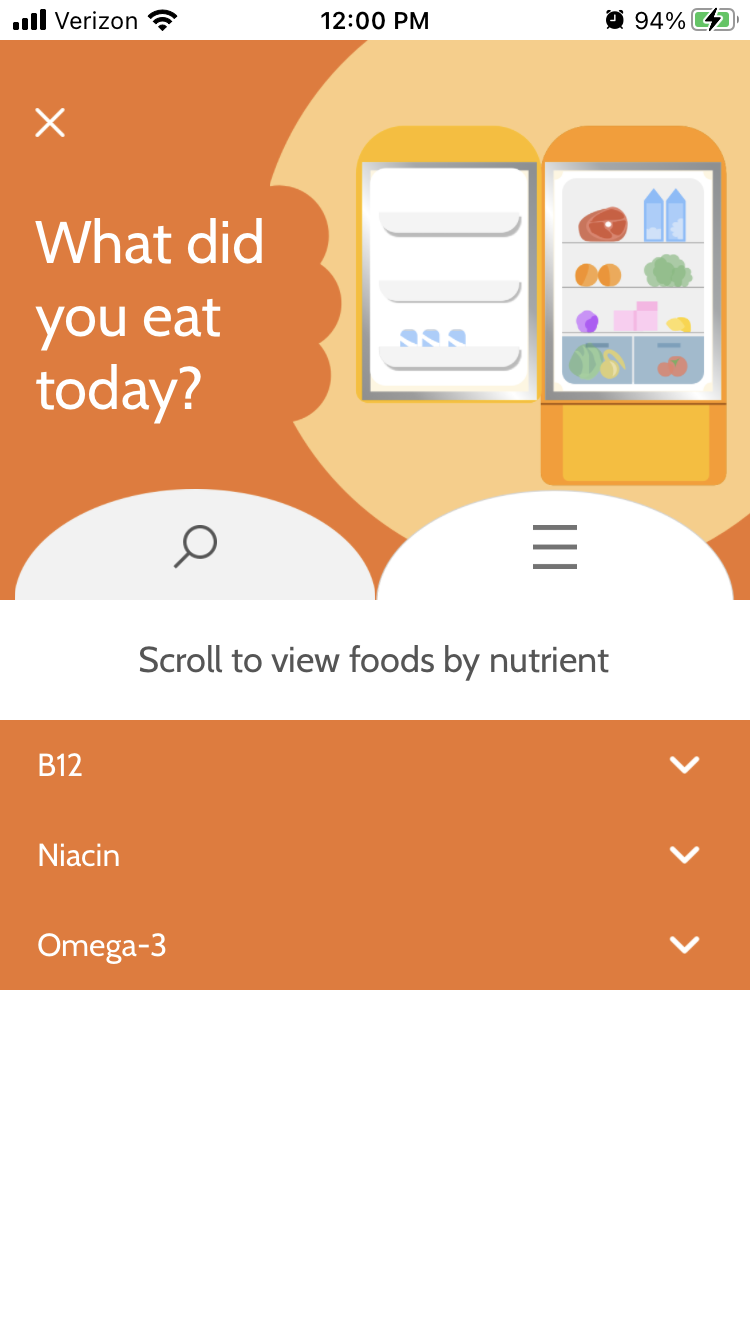 Verizon 12:00 PM 94%
What did
you eat
today?
Scroll to view foods by nutrient
B12
Niacin
Omega-3